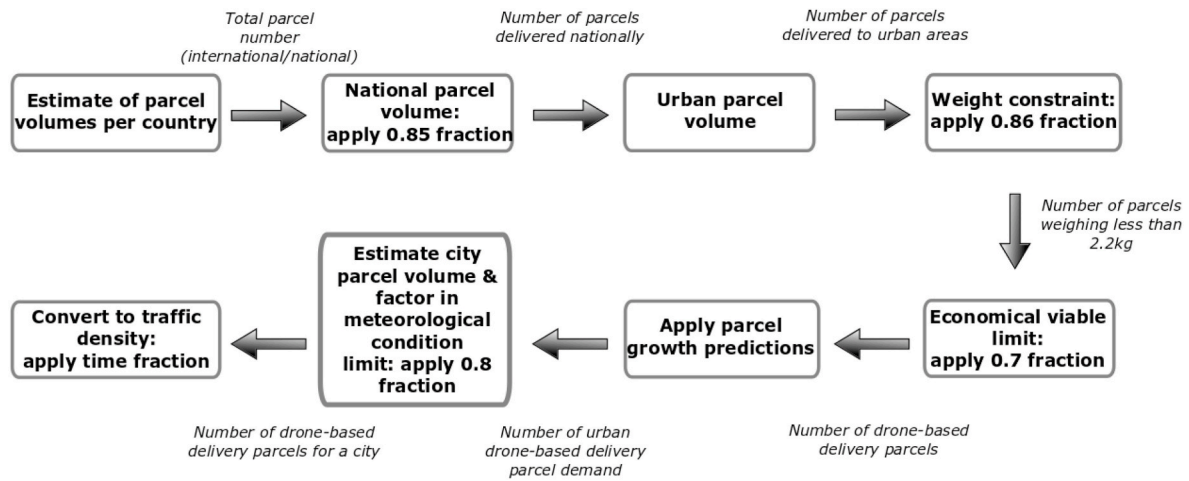 Total parcel
number
(international/national)
Number of parcels
delivered nationally
Number of parcels
delivered to urban areas
Estimate of parcel
volumes per country
National parcel
volume:
apply 0.85 fraction
Urban parcel
volume
Weight constraint:
apply 0.86 fraction
Number of parcels
weighing less than
2.2kg
Economical viable
limit:
apply 0.7 fraction
Apply parcel
growth predictions
Estimate city
parcel volume &
factor in
meteorological
condition
limit: apply 0.8
fraction
Convert to traffic
density:
apply time fraction
Number of drone-based
delivery parcels
Number of urban
drone-based delivery
parcel demand
Number of drone-based
delivery parcels for a city